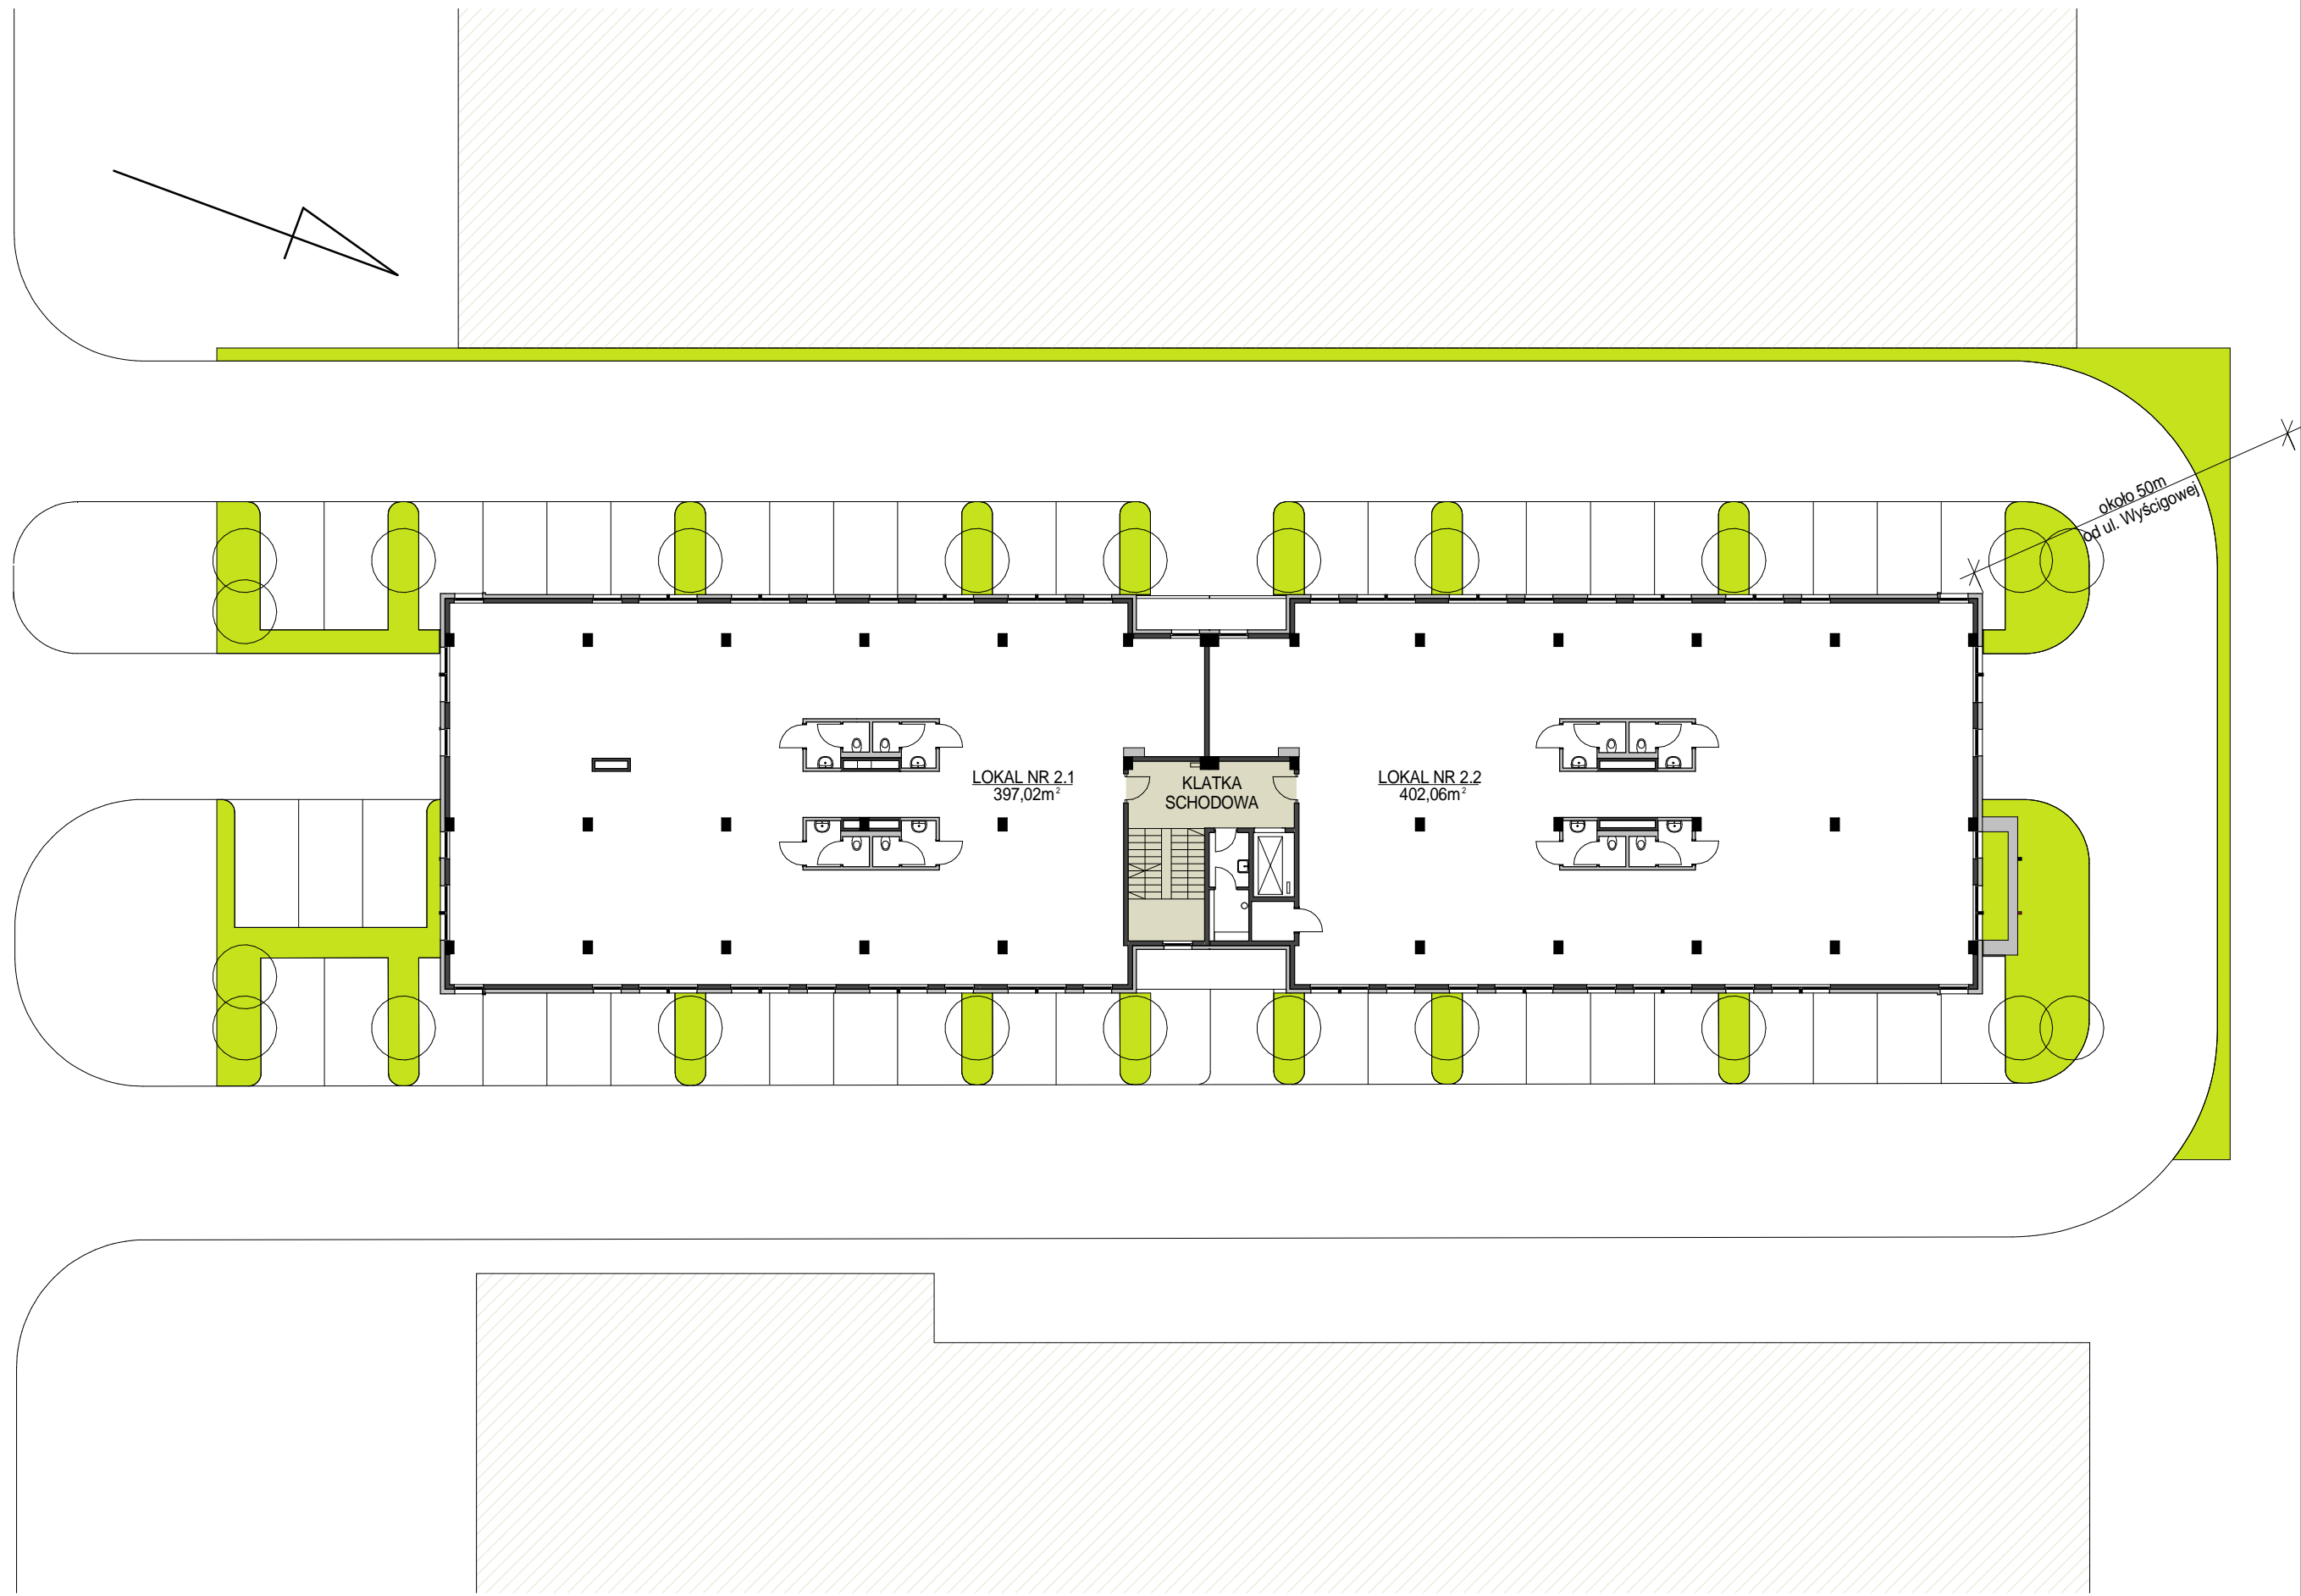 około 50m
od ul. Wyścigowej
LOKAL NR 2.1
397,02m²
KLATKA
SCHODOWA
LOKAL NR 2.2
402,06m²